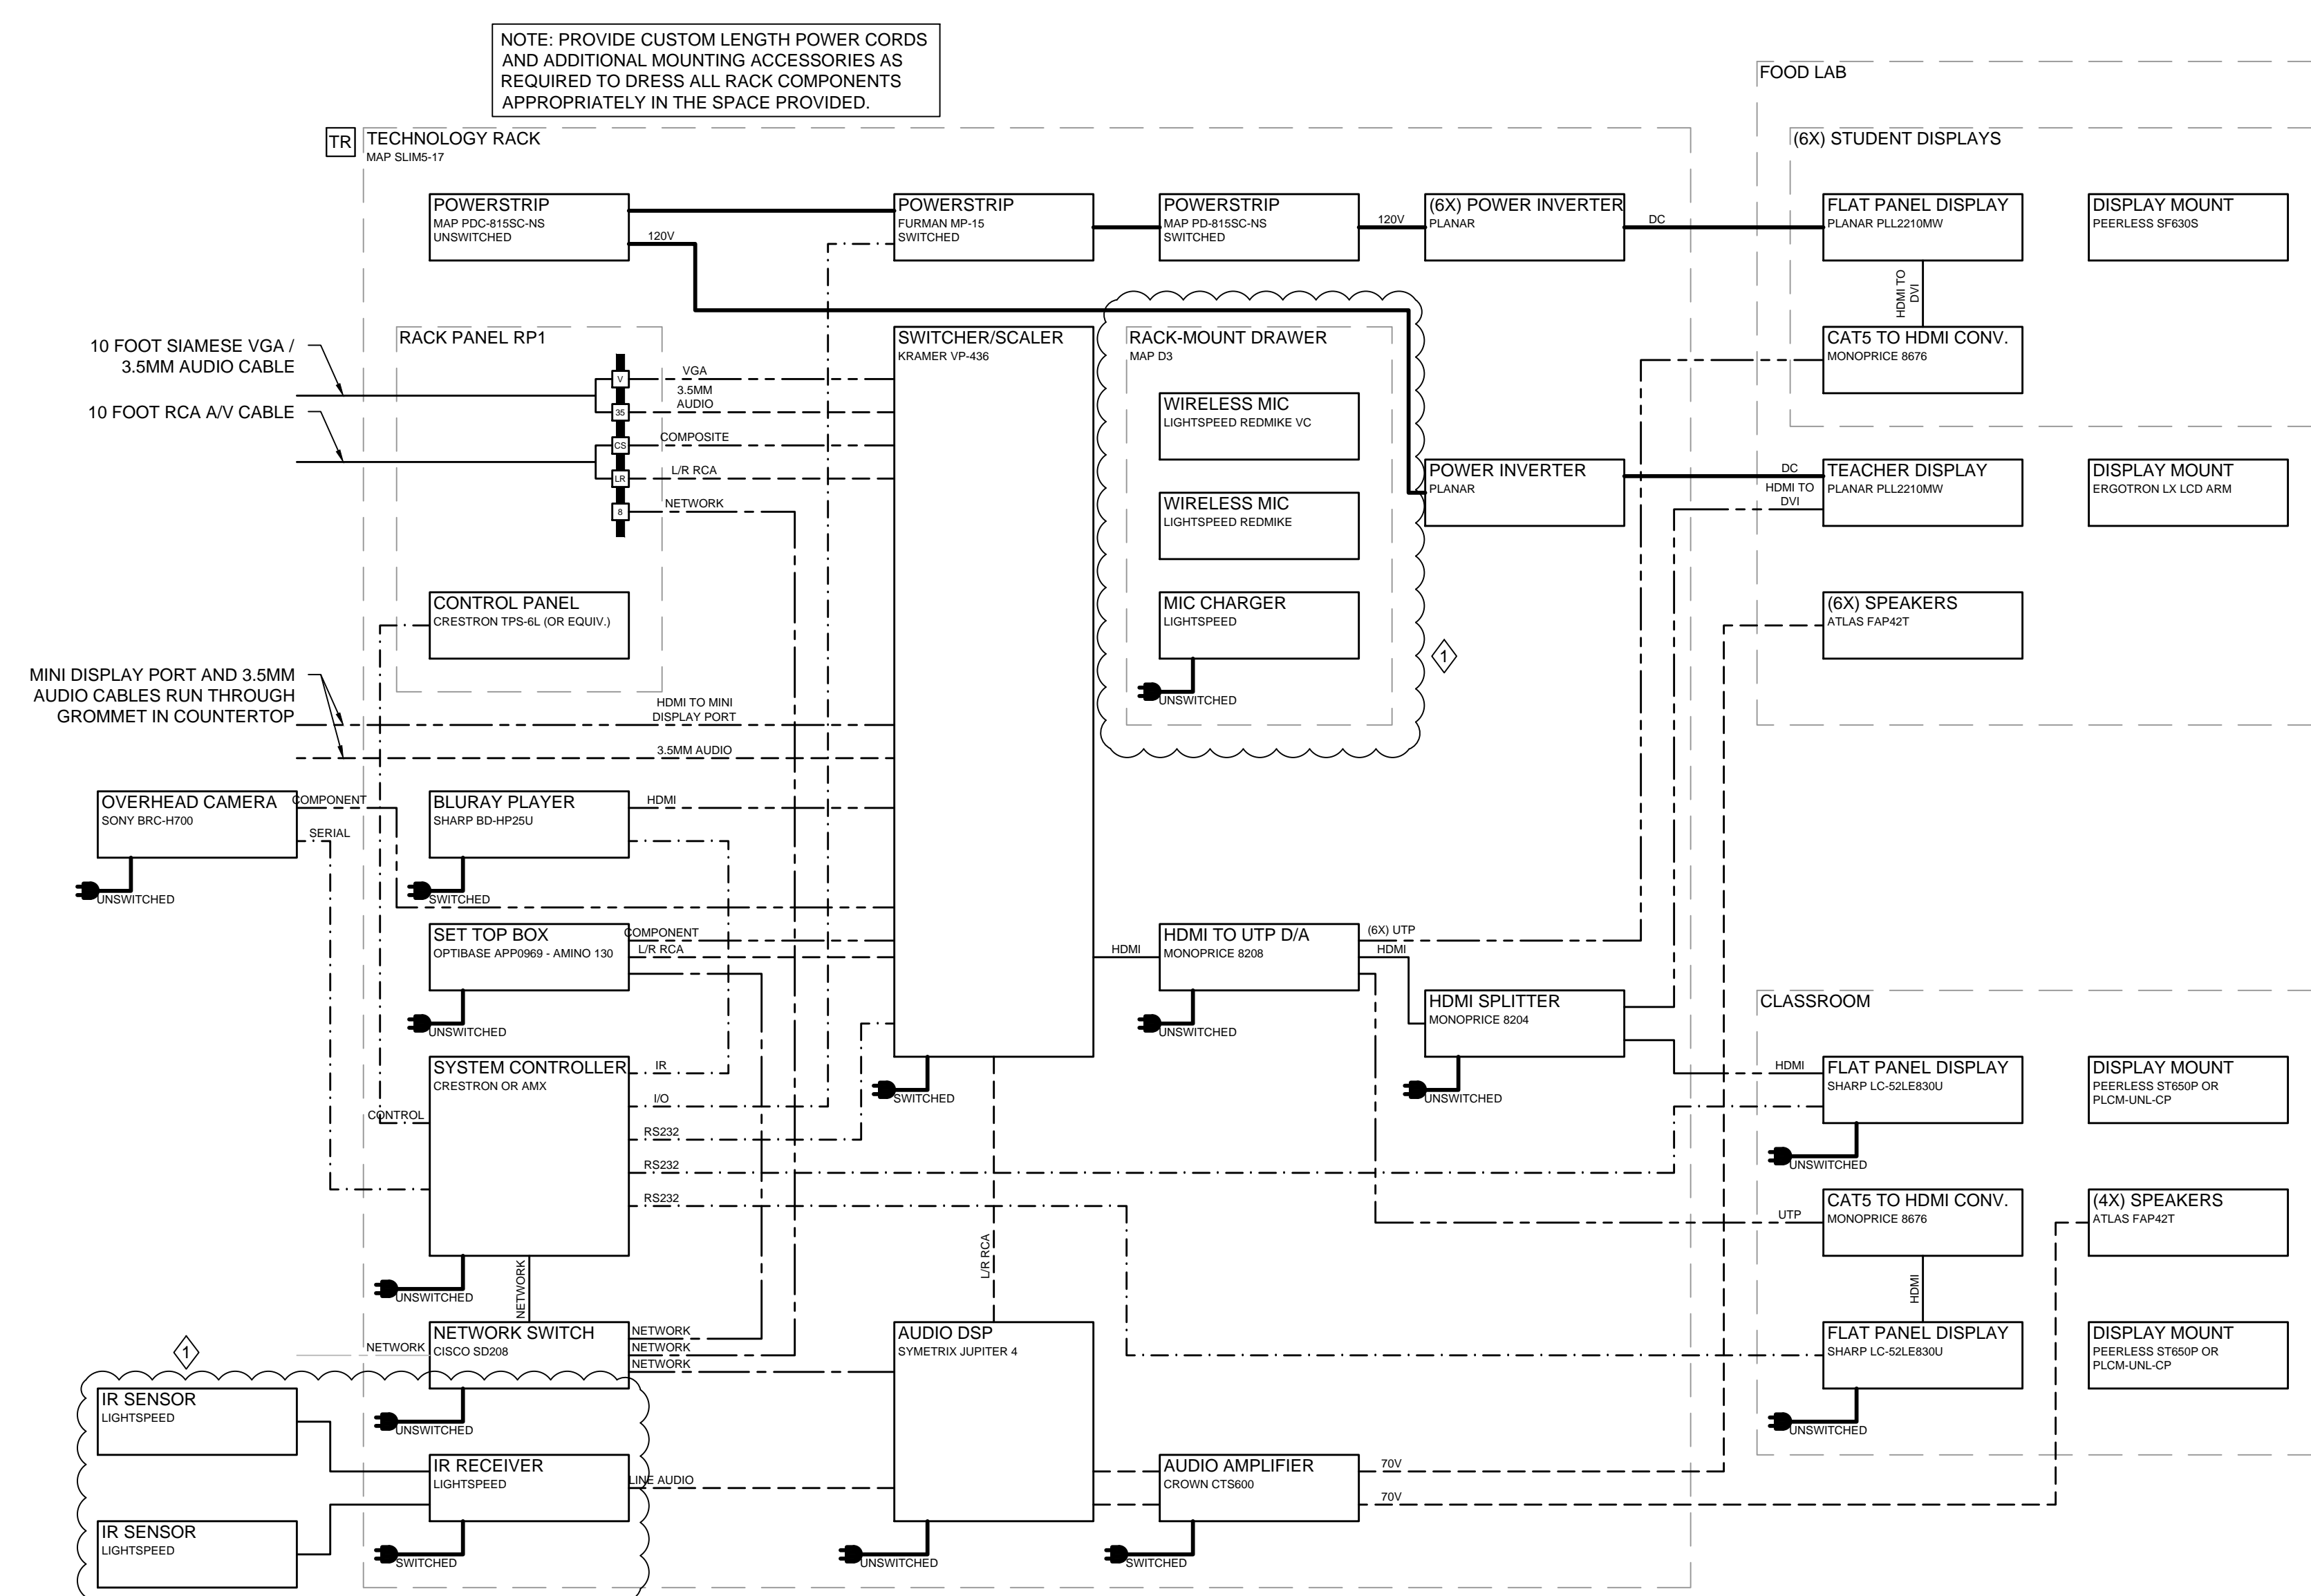 NOTE: PROVIDE CUSTOM LENGTH POWER CORDS
AND ADDITIONAL MOUNTING ACCESSORIES AS
REQUIRED TO DRESS ALL RACK COMPONENTS
APPROPRIATELY IN THE SPACE PROVIDED.
TR
TECHNOLOGY RACK
MAP SLIM5-17
FOOD LAB
(6X) STUDENT DISPLAYS
POWERSTRIP
MAP PDC-815SC-NS
UNSWITCHED
120V
POWERSTRIP
FURMAN MP-15
SWITCHED
POWERSTRIP
MAP PD-815SC-NS
SWITCHED
120V
(6X) POWER INVERTER
PLANAR
DC
FLAT PANEL DISPLAY
PLANAR PLL2210MW
DISPLAY MOUNT
PEERLESS SF630S
HDMI TO
DVI
10 FOOT SIAMESE VGA /
3.5MM AUDIO CABLE
10 FOOT RCA A/V CABLE
RACK PANEL RP1
V
35
CS
LR
8
VGA
3.5MM
AUDIO
COMPOSITE
L/R RCA
NETWORK
SWITCHER/SCALER
KRAMER VP-436
RACK-MOUNT DRAWER
MAP D3
WIRELESS MIC
LIGHTSPEED REDMIKE VC
WIRELESS MIC
LIGHTSPEED REDMIKE
MIC CHARGER
LIGHTSPEED
UNSWITCHED
1
CAT5 TO HDMI CONV.
MONOPRICE 8676
POWER INVERTER
PLANAR
DC
HDMI TO
DVI
TEACHER DISPLAY
PLANAR PLL2210MW
DISPLAY MOUNT
ERGOTRON LX LCD ARM
(6X) SPEAKERS
ATLAS FAP42T
CONTROL PANEL
CRESTRON TPS-6L (OR EQUIV.)
MINI DISPLAY PORT AND 3.5MM
AUDIO CABLES RUN THROUGH
GROMMET IN COUNTERTOP
HDMI TO MINI
DISPLAY PORT
3.5MM AUDIO
OVERHEAD CAMERA
SONY BRC-H700
COMPONENT
SERIAL
UNSWITCHED
BLURAY PLAYER
SHARP BD-HP25U
HDMI
SWITCHED
SET TOP BOX
OPTIBASE APP0969 - AMINO 130
COMPONENT
L/R RCA
UNSWITCHED
HDMI
HDMI TO UTP D/A
MONOPRICE 8208
(6X) UTP
HDMI
UNSWITCHED
HDMI SPLITTER
MONOPRICE 8204
UNSWITCHED
CLASSROOM
SYSTEM CONTROLLER
CRESTRON OR AMX
CONTROL
IR
I/O
RS232
RS232
RS232
UNSWITCHED
NETWORK
SWITCHED
L/R RCA
HDMI
FLAT PANEL DISPLAY
SHARP LC-52LE830U
UNSWITCHED
DISPLAY MOUNT
PEERLESS ST650P OR
PLCM-UNL-CP
UTP
CAT5 TO HDMI CONV.
MONOPRICE 8676
(4X) SPEAKERS
ATLAS FAP42T
HDMI
FLAT PANEL DISPLAY
SHARP LC-52LE830U
UNSWITCHED
DISPLAY MOUNT
PEERLESS ST650P OR
PLCM-UNL-CP
1
NETWORK
NETWORK SWITCH
CISCO SD208
NETWORK
NETWORK
NETWORK
UNSWITCHED
AUDIO DSP
SYMETRIX JUPITER 4
UNSWITCHED
IR SENSOR
LIGHTSPEED
IR RECEIVER
LIGHTSPEED
LINE AUDIO
SWITCHED
IR SENSOR
LIGHTSPEED
AUDIO AMPLIFIER
CROWN CTS600
70V
70V
SWITCHED